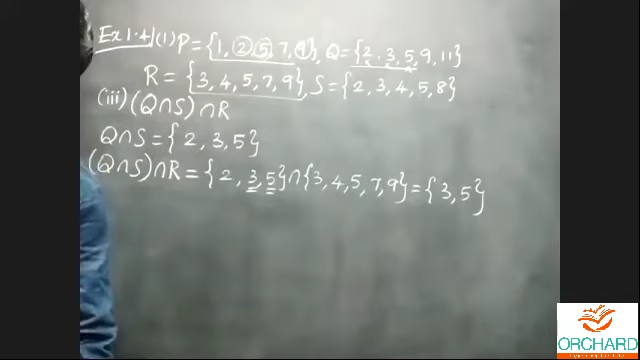 Ex 1.4 (1) P = {1, 2, 5, 7, 9}, Q = {2, 3, 5, 9, 11}
R = {3, 4, 5, 7, 9}, S = {2, 3, 4, 5, 8}
(iii) (Q∩S)∩R
Q∩S = {2, 3, 5}
(Q∩S)∩R = {2, 3, 5}∩{3, 4, 5, 7, 9} = {3, 5}
ORCHARD